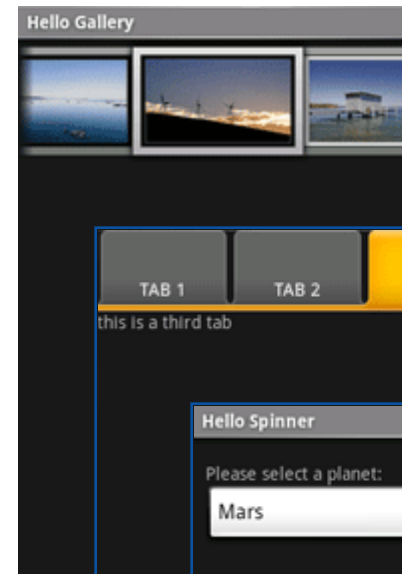 Hello Gallery
TAB 1
TAB 2
this is a third tab
Hello Spinner
Please select a planet:
Mars